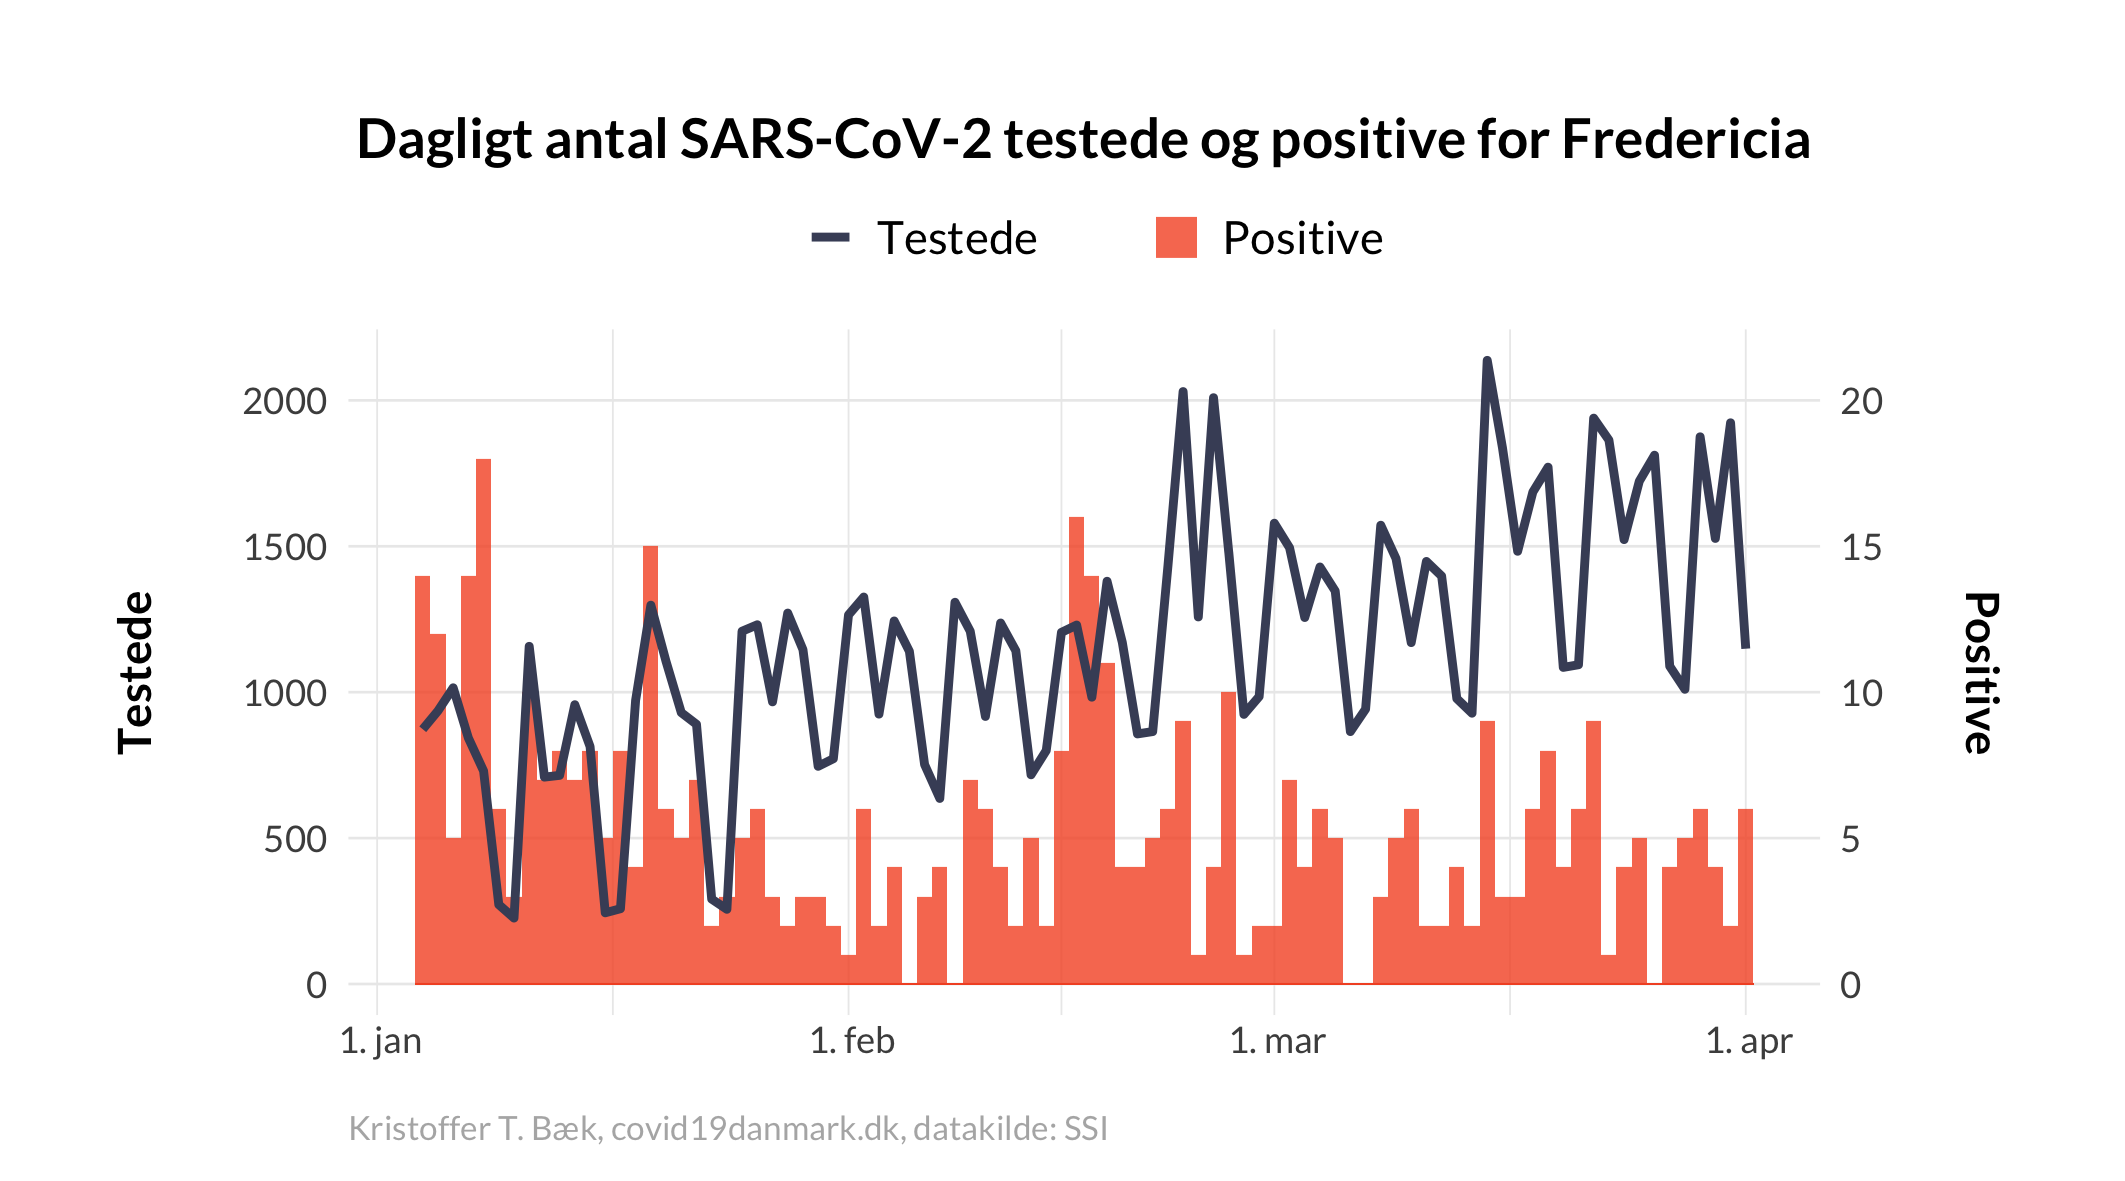 Dagligt antal SARS-CoV-2 testede og positive for Fredericia
Testede Positive
2000 20
1500 15
1000 10
500 5
0 0
Testede
Positive
1. jan 1. feb 1. mar 1. apr
Kristoffer T. Bæk, covid19danmark.dk, datakilde: SSI